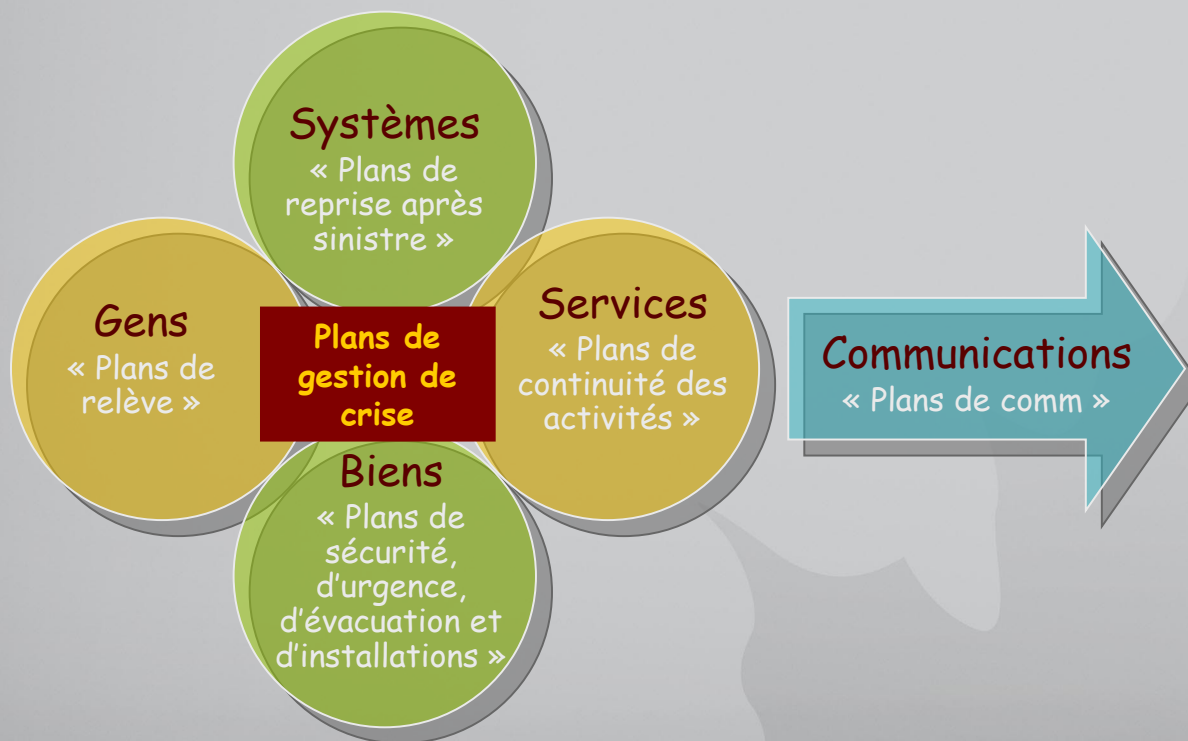 Systèmes
« Plans de
reprise après
sinistre »
Gens
« Plans de
relève »
Plans de
gestion de
crise
Services
« Plans de
continuité des
activités »
Communications
« Plans de comm »
Biens
« Plans de
sécurité,
d'urgence,
d'évacuation et
d'installations »